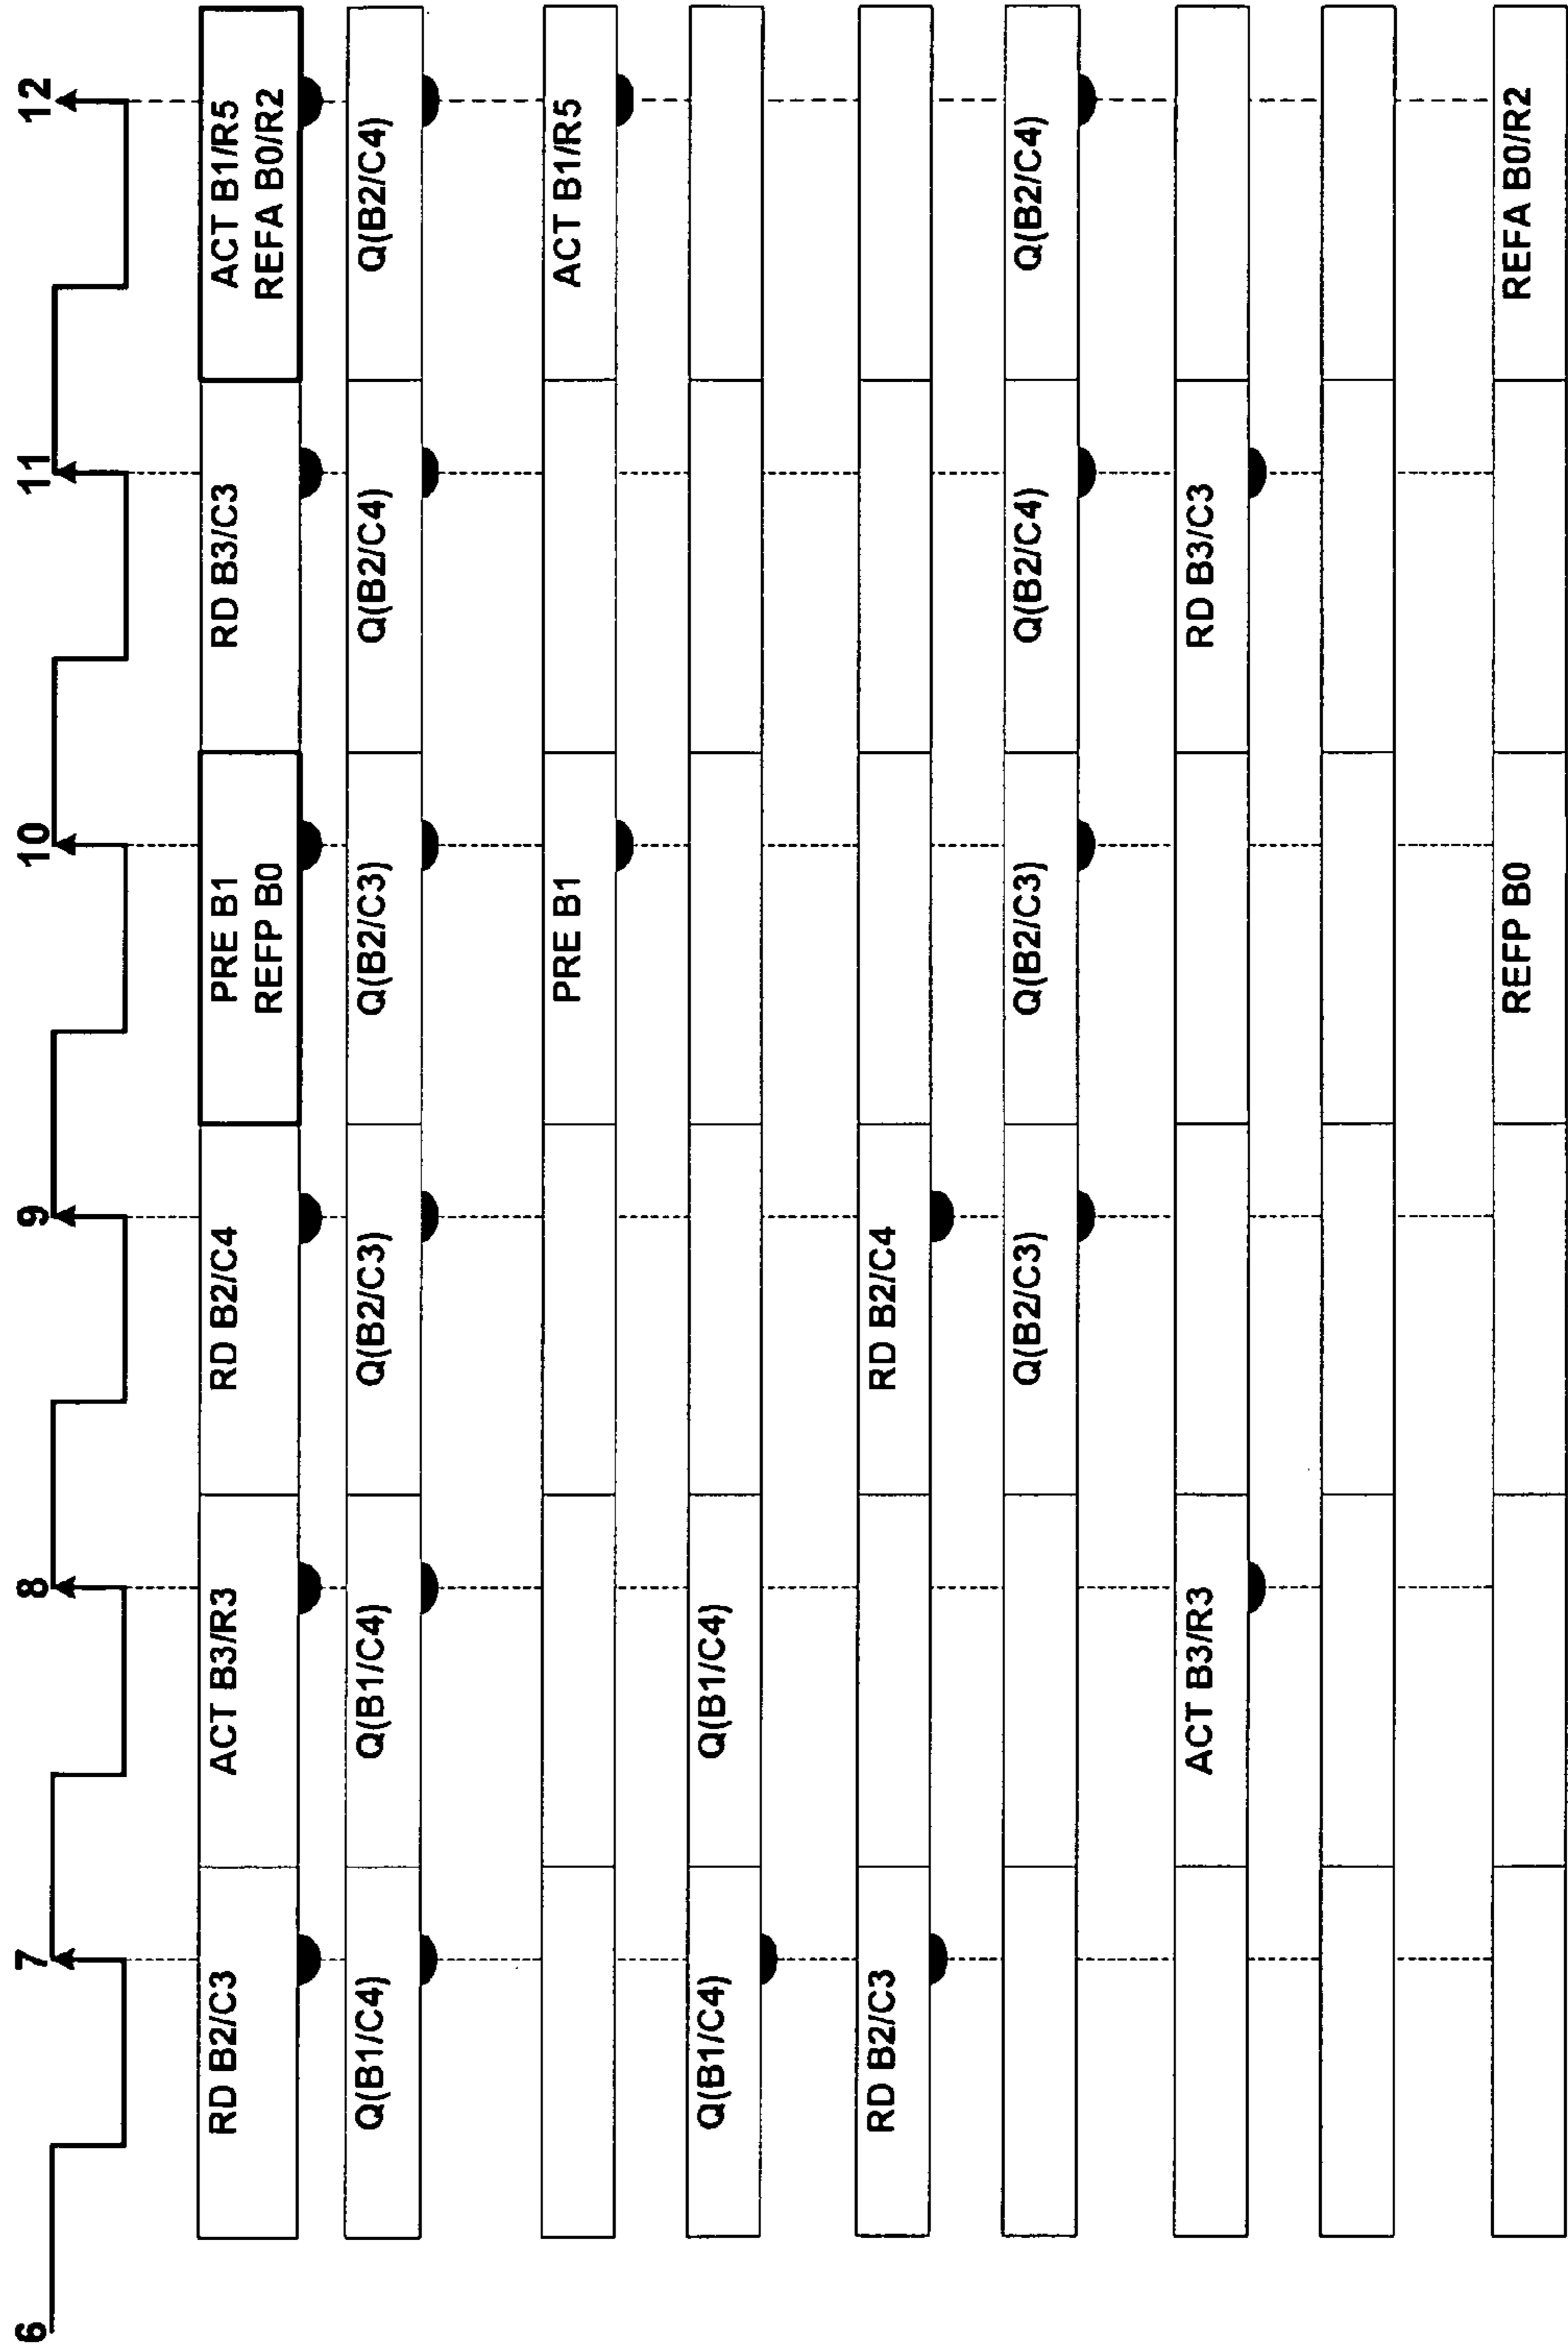 6 7 8 9 10 11 12
RD B2/C3 ACT B3/R3 RD B2/C4 PRE B1 RD B3/C3 ACT B1/R5
REFP B0 REFA B0/R2
Q(B1/C4) Q(B1/C4) Q(B2/C3) Q(B2/C3) Q(B2/C4) Q(B2/C4)
PRE B1 ACT B1/R5
Q(B1/C4) Q(B1/C4)
RD B2/C3 RD B2/C4
Q(B2/C3) Q(B2/C3) Q(B2/C4) Q(B2/C4)
ACT B3/R3 RD B3/C3
REFP B0 REFA B0/R2